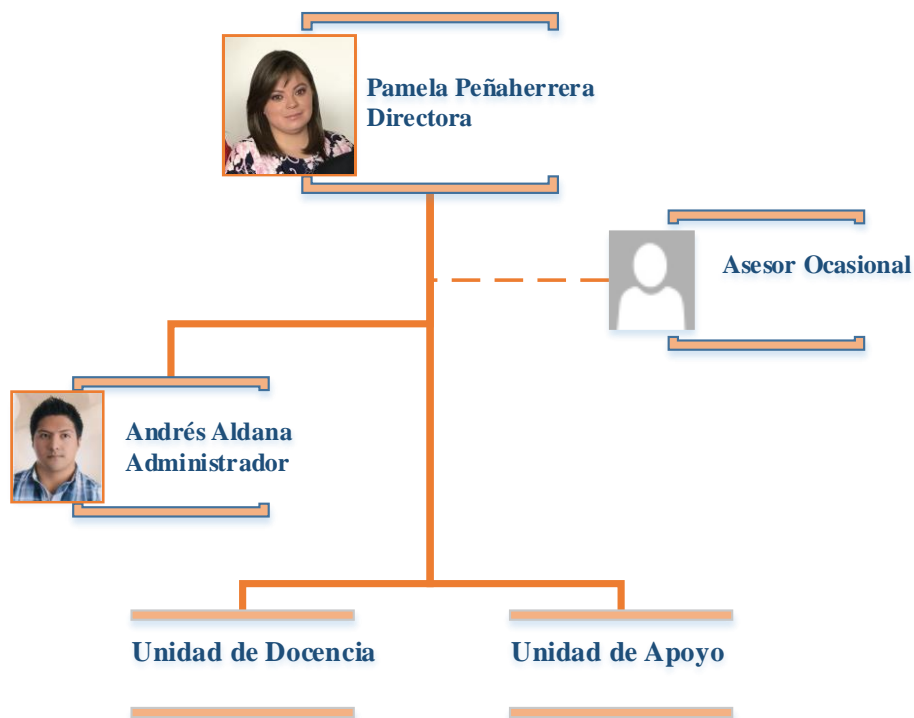 Pamela Peñaherrera
Directora
Asesor Ocasional
Andrés Aldana
Administrador
Unidad de Docencia
Unidad de Apoyo